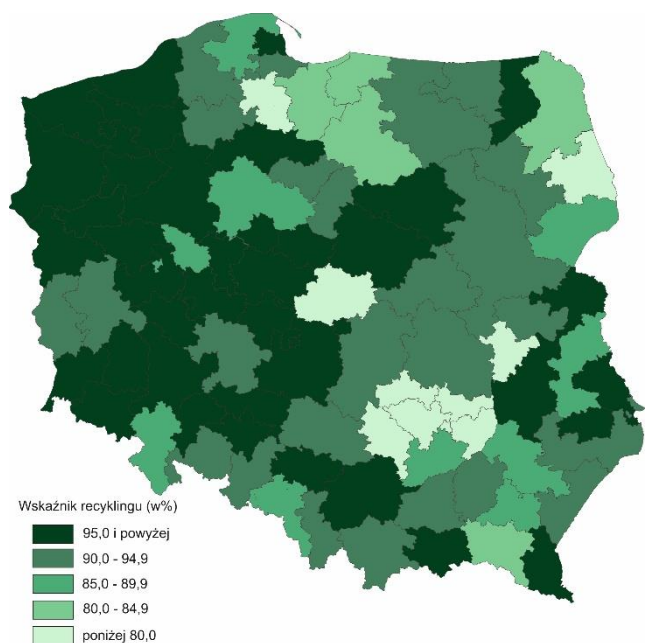 Wskaźnik recyklingu (w%)
95,0 i powyżej
90,0 - 94,9
85,0 - 89,9
80,0 - 84,9
poniżej 80,0